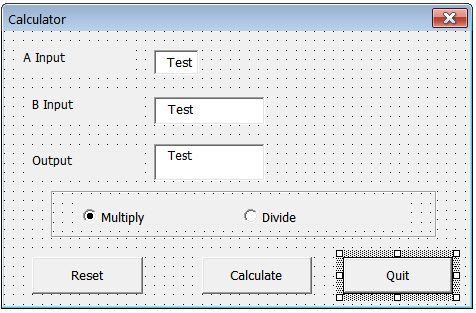 Calculator
A Input
Test
B Input
Test
Output
Test
Multiply
Divide
Reset
Calculate
Quit